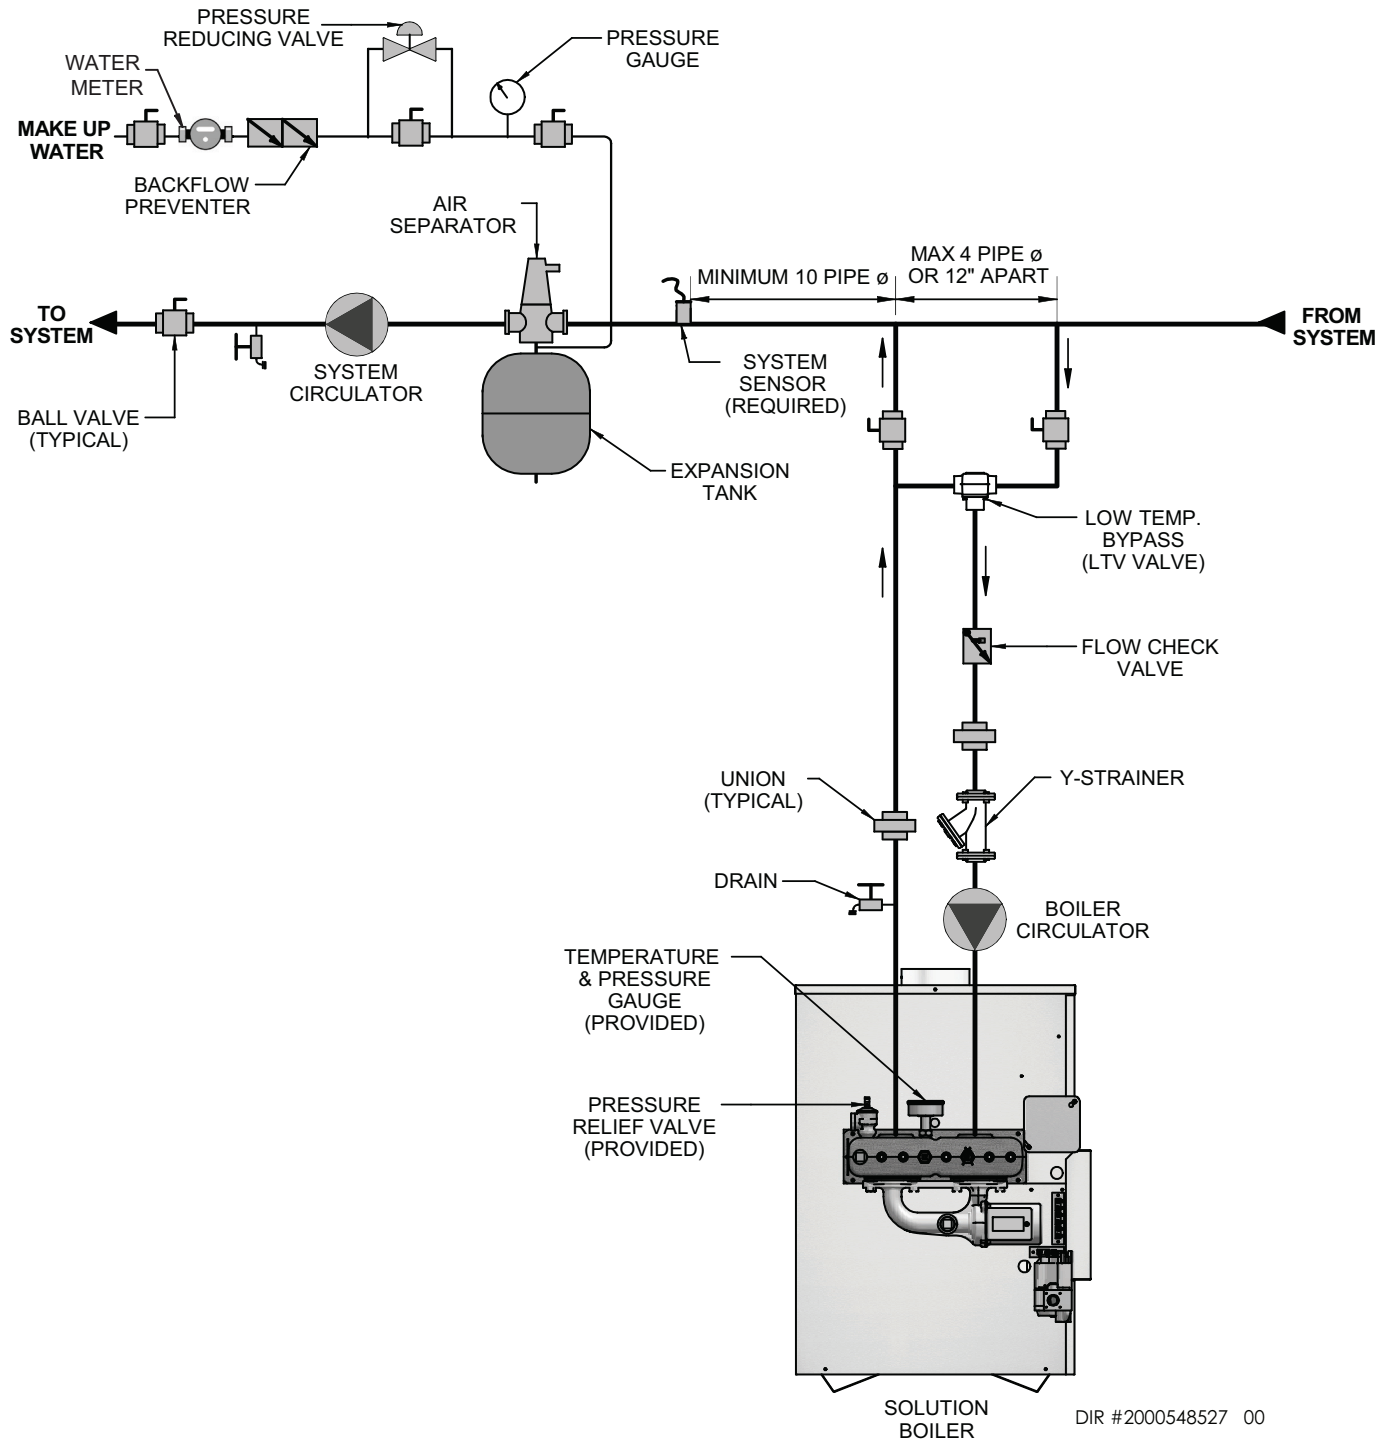 PRESSURE
REDUCING VALVE
PRESSURE
GAUGE
WATER
METER
MAKE UP
WATER
BACKFLOW
PREVENTER
AIR
SEPARATOR
MINIMUM 10 PIPE ø
MAX 4 PIPE ø
OR 12" APART
TO
SYSTEM
FROM
SYSTEM
SYSTEM
CIRCULATOR
SYSTEM
SENSOR
(REQUIRED)
BALL VALVE
(TYPICAL)
EXPANSION
TANK
LOW TEMP.
BYPASS
(LTV VALVE)
FLOW CHECK
VALVE
UNION
(TYPICAL)
Y-STRAINER
DRAIN
BOILER
CIRCULATOR
TEMPERATURE
& PRESSURE
GAUGE
(PROVIDED)
PRESSURE
RELIEF VALVE
(PROVIDED)
SOLUTION
BOILER
DIR #2000548527 00